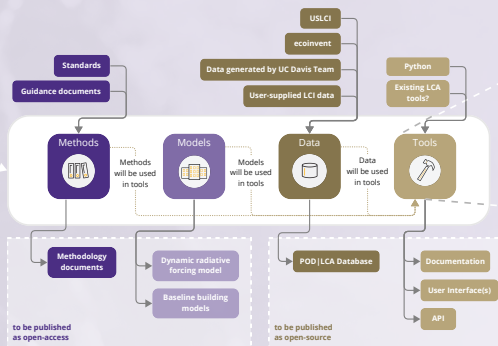 USLCI
ecoinvent
Standards
Data generated by UC Davis Team
Python
Guidance documents
User-supplied LCI data
Existing LCA
tools?
Methods
Models
Data
Tools
Methods
will be used
in tools
Models
will be used
in tools
Data
will be used
in tools
Methodology
documents
Dynamic radiative
forcing model
Baseline building
models
POD|LCA Database
Documentation
User Interface(s)
API
to be published
as open-access
to be published
as open-source